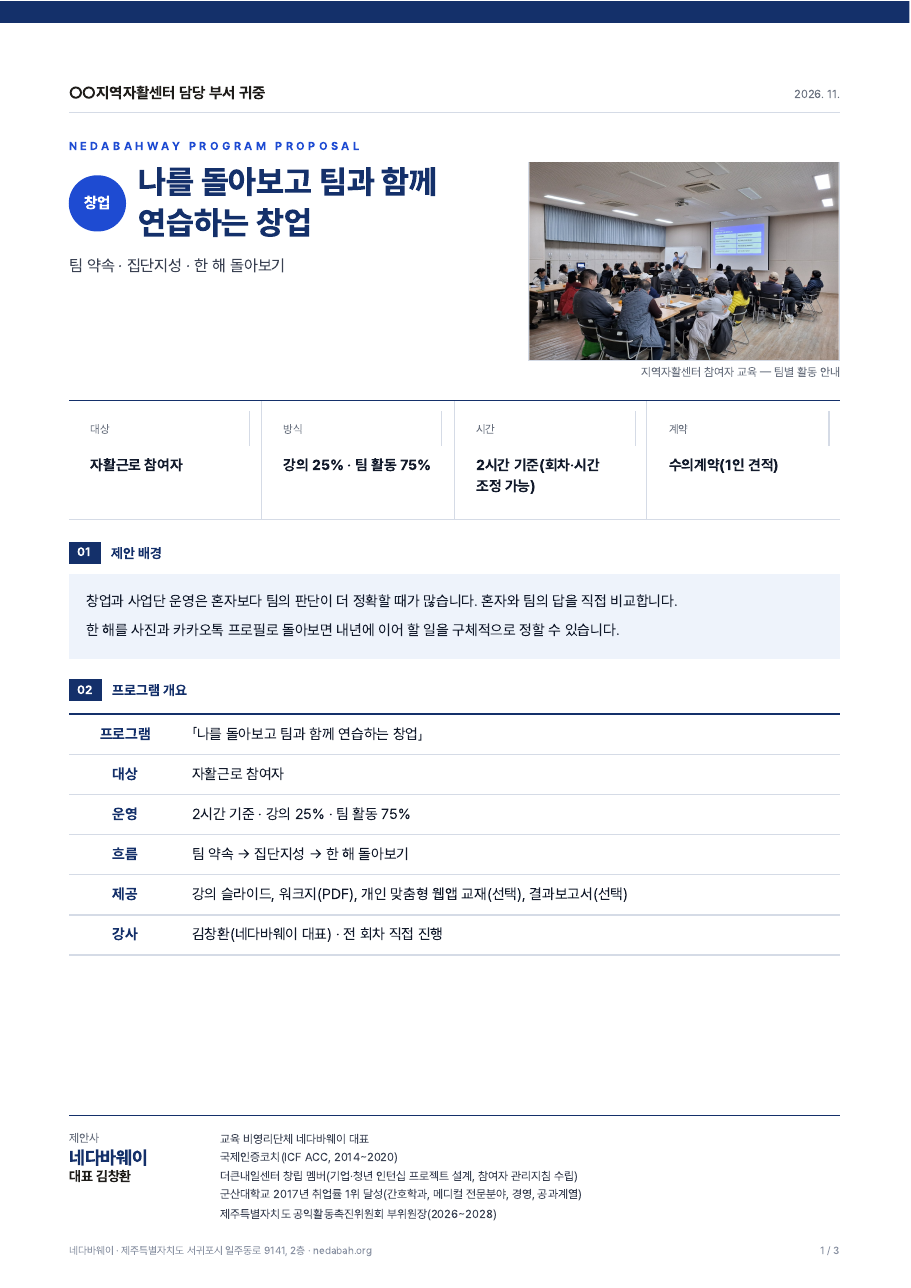 OO지역자활센터 담당 부서 귀중
2026. 11.
NEDABAHWAY PROGRAM PROPOSAL
창업
나를 돌아보고 팀과 함께
연습하는 창업
팀 약속 · 집단지성 · 한 해 돌아보기
지역자활센터 참여자 교육 — 팀별 활동 안내
대상
자활근로 참여자
방식
강의 25% · 팀 활동 75%
시간
2시간 기준(회차·시간
조정 가능)
계약
수의계약(1인 견적)
01 제안 배경
창업과 사업단 운영은 혼자보다 팀의 판단이 더 정확할 때가 많습니다. 혼자와 팀의 답을 직접 비교합니다.
한 해를 사진과 카카오톡 프로필로 돌아보면 내년에 이어 할 일을 구체적으로 정할 수 있습니다.
02 프로그램 개요
프로그램 「나를 돌아보고 팀과 함께 연습하는 창업」
대상 자활근로 참여자
운영 2시간 기준 · 강의 25% · 팀 활동 75%
흐름 팀 약속 → 집단지성 → 한 해 돌아보기
제공 강의 슬라이드, 워크지(PDF), 개인 맞춤형 웹앱 교재(선택), 결과보고서(선택)
강사 김창환(네다바웨이 대표) · 전 회차 직접 진행
제안사
네다바웨이
대표 김창환
교육 비영리단체 네다바웨이 대표
국제인증코치(ICF ACC, 2014~2020)
더큰내일센터 창립 멤버(기업·청년 인턴십 프로젝트 설계, 참여자 관리지침 수립)
군산대학교 2017년 취업률 1위 달성(간호학과, 메디컬 전문분야, 경영, 공과계열)
제주특별자치도 공익활동촉진위원회 부위원장(2026~2028)
네다바웨이 · 제주특별자치도 서귀포시 일주동로 9141, 2층 · nedabah.org
1 / 3